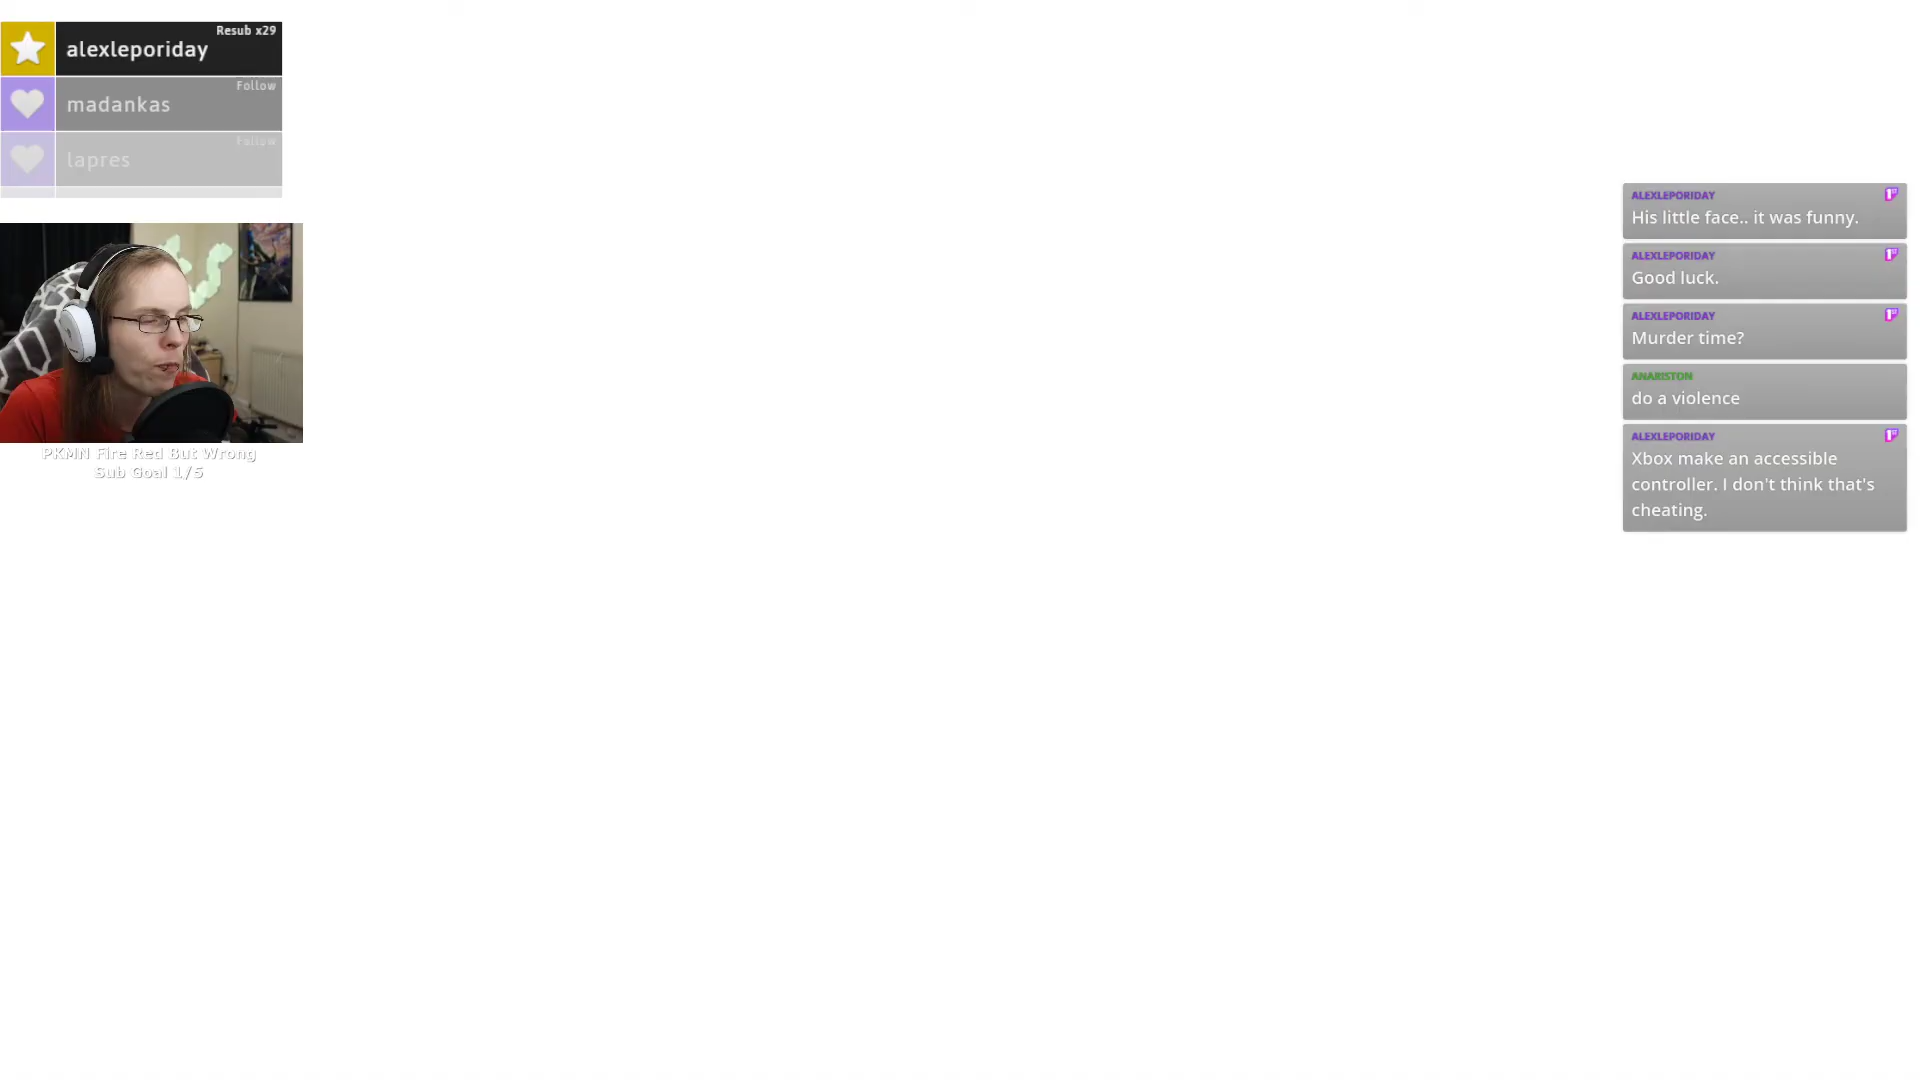 Resub x29
alexleporiday
Follow
madankas
Follow
lapres
PKMN Fire Red But Wrong
Sub Goal 1/5
ALEXLEPORIDAY
His little face.. it was funny.
ALEXLEPORIDAY
Good luck.
ALEXLEPORIDAY
Murder time?
ANARISTON
do a violence
ALEXLEPORIDAY
Xbox make an accessible
controller. I don't think that's
cheating.